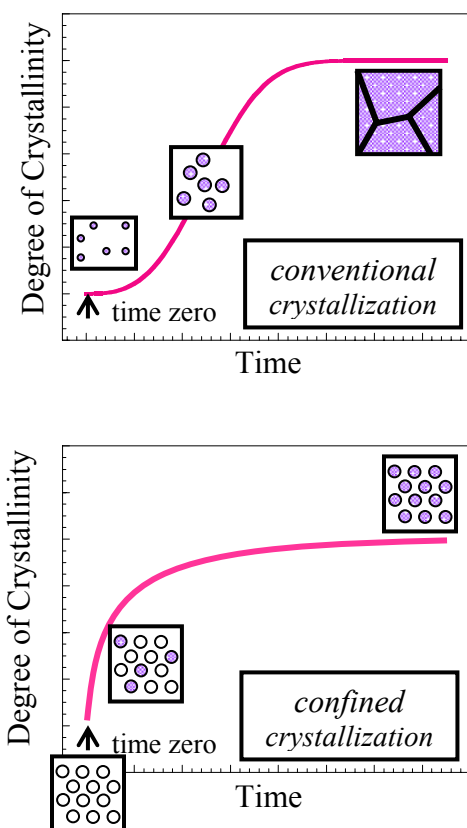 Degree of Crystallinity
conventional
crystallization
time zero
Time
Degree of Crystallinity
confined
crystallization
time zero
Time